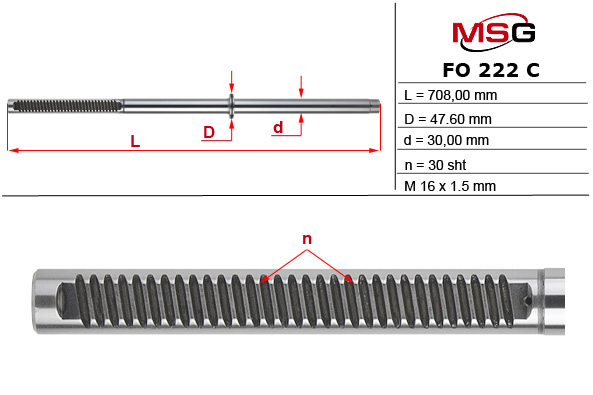 MSG
FO 222 C
L = 708,00 mm
D = 47.60 mm
d = 30,00 mm
n = 30 sht
M 16 x 1.5 mm
D
d
L
n